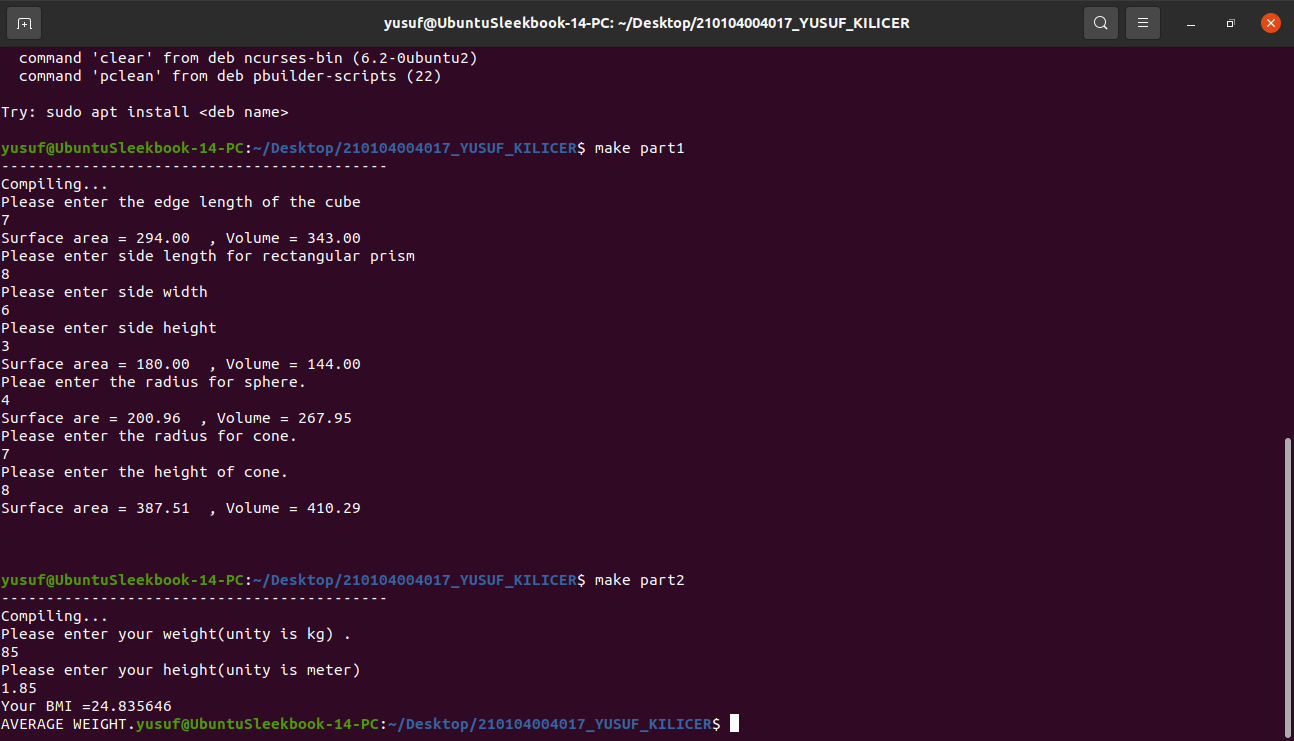 yusuf@UbuntuSleekbook-14-PC: ~/Desktop/210104004017_YUSUF_KILICER
command 'clear' from deb ncurses-bin (6.2-0ubuntu2)
command 'pclean' from deb pbuilder-scripts (22)
Try: sudo apt install <deb name>
yusuf@UbuntuSleekbook-14-PC:~/Desktop/210104004017_YUSUF_KILICER$ make part1
-------------------------------------------
Compiling...
Please enter the edge length of the cube
7
Surface area = 294.00  , Volume = 343.00
Please enter side length for rectangular prism
8
Please enter side width
6
Please enter side height
3
Surface area = 180.00  , Volume = 144.00
Pleae enter the radius for sphere.
4
Surface are = 200.96  , Volume = 267.95
Please enter the radius for cone.
7
Please enter the height of cone.
8
Surface area = 387.51  , Volume = 410.29
yusuf@UbuntuSleekbook-14-PC:~/Desktop/210104004017_YUSUF_KILICER$ make part2
-------------------------------------------
Compiling...
Please enter your weight(unity is kg) .
85
Please enter your height(unity is meter)
1.85
Your BMI =24.835646
AVERAGE WEIGHT.yusuf@UbuntuSleekbook-14-PC:~/Desktop/210104004017_YUSUF_KILICER$